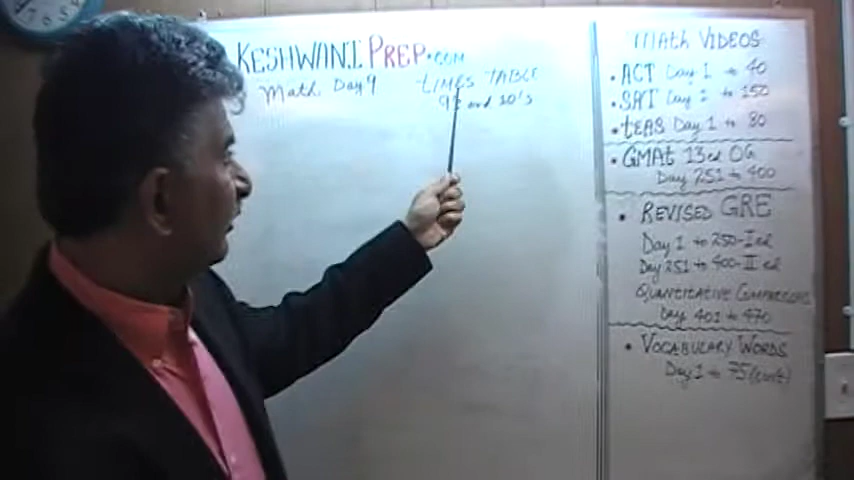 KESHWANI PREP.COM
Math Day 9
TIMES TABLE
9's and 10's
Math VIDEOS
• ACT Day 1 to 40
• SAT Day 1 to 150
• TEAS Day 1 to 80
• GMAT 13ed OG
Day 251 to 400
• REVISED GRE
Day 1 to 250-I ed
Day 251 to 400-II ed
QUANTITATIVE COMPARISONS
Day 401 to 470
• VOCABULARY WORDS
Day 1 to 75 (cont)